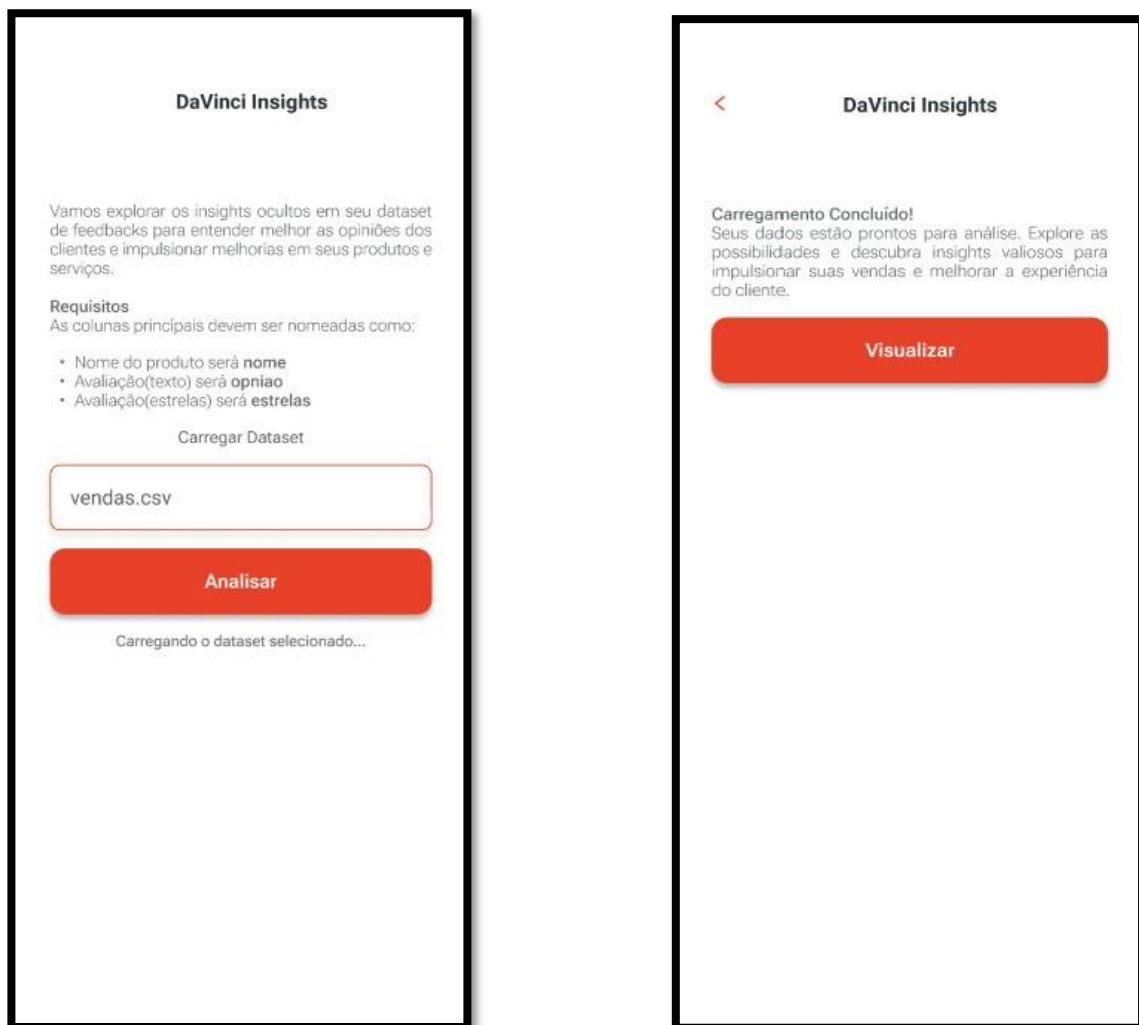 DaVinci Insights
Vamos explorar os insights ocultos em seu dataset
de feedbacks para entender melhor as opiniões dos
clientes e impulsionar melhorias em seus produtos e
serviços.
Requisitos
As colunas principais devem ser nomeadas como:
• Nome do produto será nome
• Avaliação(texto) será opniao
• Avaliação(estrelas) será estrelas
Carregar Dataset
vendas.csv
Analisar
Carregando o dataset selecionado...
<
DaVinci Insights
Carregamento Concluído!
Seus dados estão prontos para análise. Explore as
possibilidades e descubra insights valiosos para
impulsionar suas vendas e melhorar a experiência
do cliente.
Visualizar